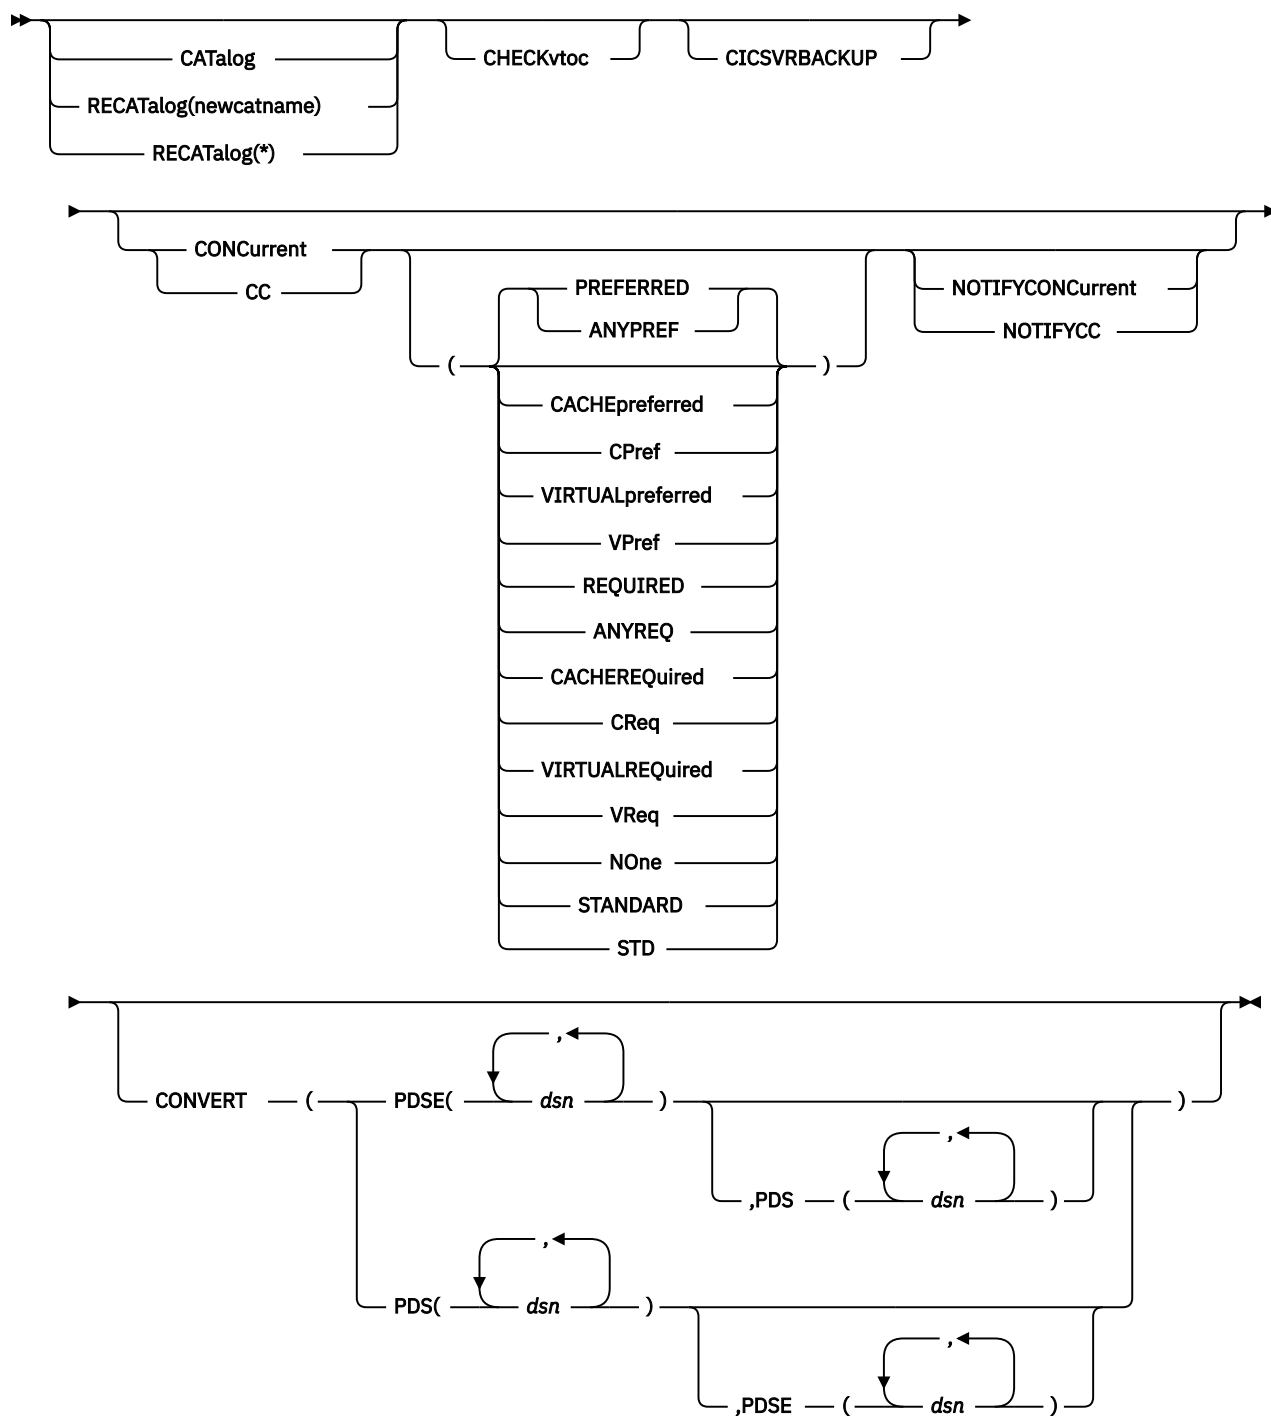 CATalog CHECKvtoc CICSVRBACKUP
RECATalog(newcatname)
RECATalog(*)
CONCurrent
CC
PREFERRED
ANYPREF
NOTIFYCONCurrent
NOTIFYCC
( )
CACHEpreferred
CPref
VIRTUALpreferred
VPref
REQUIRED
ANYREQ
CACHEREQuired
CReq
VIRTUALREQuired
VReq
NOne
STANDARD
STD
,
CONVERT ( PDSE( dsn ) )
,
,PDS ( dsn )
,
PDS( dsn )
,
,PDSE ( dsn )